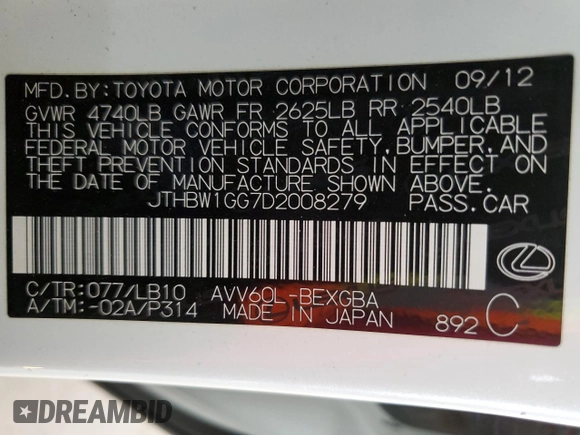 MFD. BY: TOYOTA MOTOR CORPORATION 09/12
GVWR 4740LB GAWR FR 2625LB RR 2540LB
THIS VEHICLE CONFORMS TO ALL APPLICABLE
FEDERAL MOTOR VEHICLE SAFETY, BUMPER, AND
THEFT PREVENTION STANDARDS IN EFFECT ON
THE DATE OF MANUFACTURE SHOWN ABOVE.
JTHBW1GG7D2008279 PASS.CAR
C/TR:077/LB10 AVV60L-BEXGBA
A/TM:-02A/P314 MADE IN JAPAN 892 C
DREAMBID